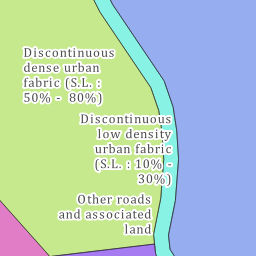 Discontinuous
dense urban
fabric (S.L. :
50% -  80%)
Discontinuous
low density
urban fabric
(S.L. : 10% -
30%)
Other roads
and associated
land